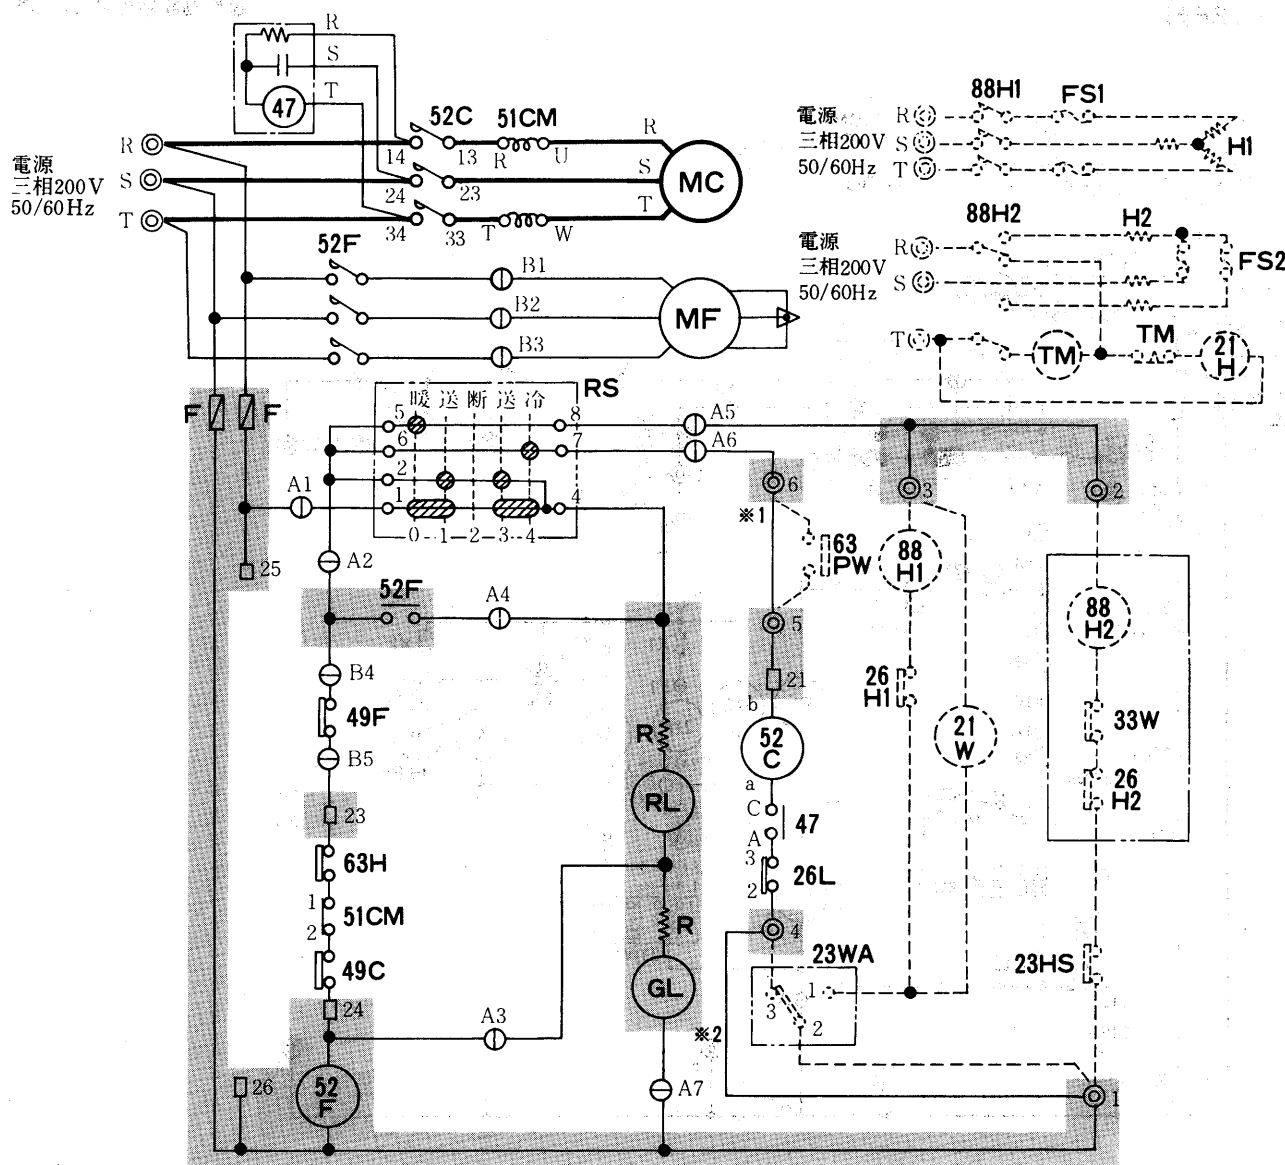 R
S
T
47
52C
51CM
R
14
13
R
U
R
電源
三相200V
50/60Hz
S
24
23
S
MC
T
34
33
T
W
T
52F
B1
B2
MF
B3
88H1
FS1
電源
三相200V
50/60Hz
R
S
T
H1
88H2
H2
電源
三相200V
50/60Hz
R
S
FS2
T
TM
TM
21
H
F
F
暖 送 断 送 冷
RS
5
8
A5
6
7
A6
2
A1
1
4
0-1-2-3-4
6
3
2
※1
25
A2
63
PW
88
H1
52F
A4
5
88
H2
B4
21
26
H1
49F
b
R
52
C
21
W
33W
B5
a
RL
26
H2
23
C
47
A
63H
3
26L
2
1
51CM
2
R
4
23WA
23HS
49C
GL
24
3
1
2
A3
※2
26
52
F
A7
1